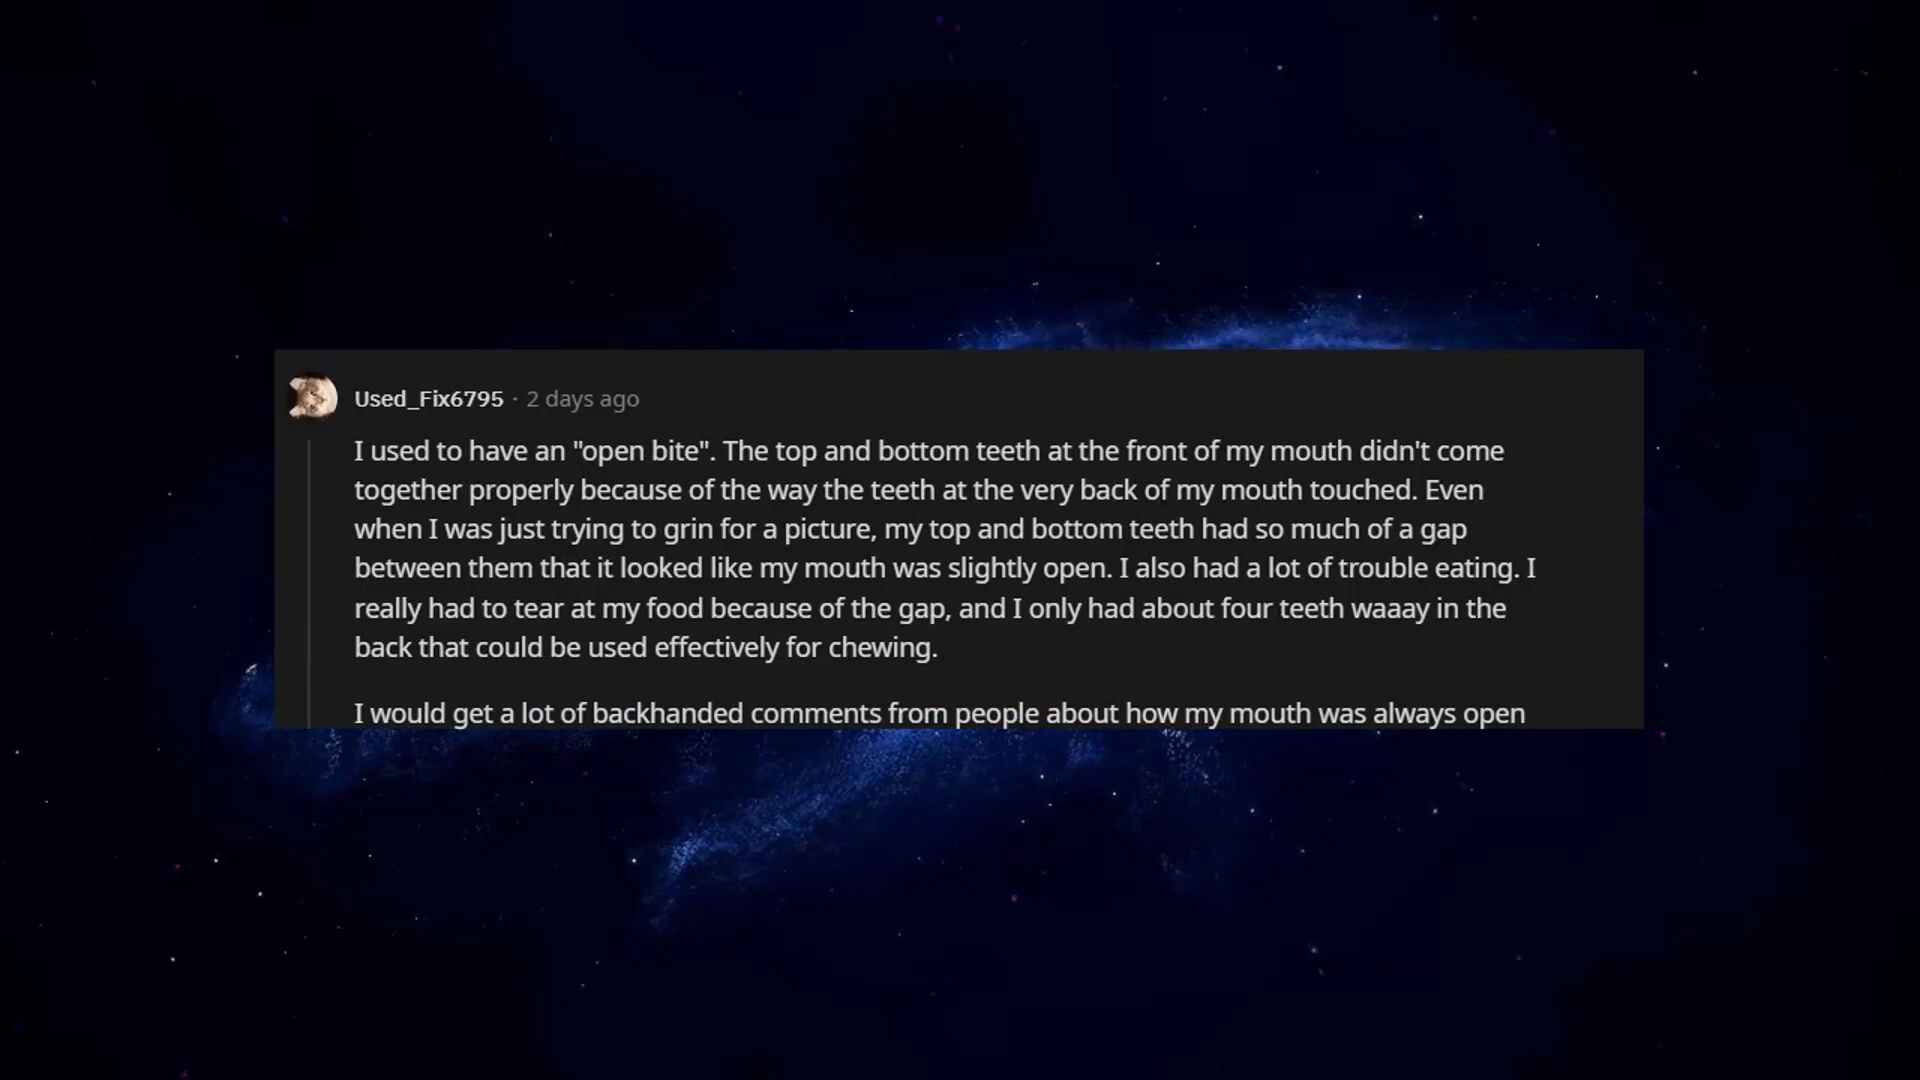 Used_Fix6795 · 2 days ago
I used to have an "open bite". The top and bottom teeth at the front of my mouth didn't come
together properly because of the way the teeth at the very back of my mouth touched. Even
when I was just trying to grin for a picture, my top and bottom teeth had so much of a gap
between them that it looked like my mouth was slightly open. I also had a lot of trouble eating. I
really had to tear at my food because of the gap, and I only had about four teeth waaay in the
back that could be used effectively for chewing.
I would get a lot of backhanded comments from people about how my mouth was always open